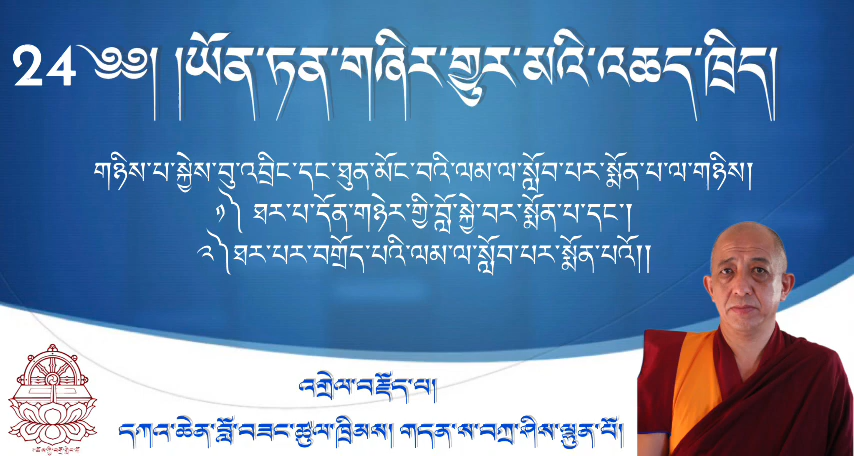 24 ༄༅། །ཡོན་ཏན་གཞིར་གྱུར་མའི་འཆད་ཁྲིད།
གཉིས་པ་སྐྱེས་བུ་འབྲིང་དང་ཐུན་མོང་བའི་ལམ་ལ་སློབ་པར་སྨོན་པ་ལ་གཉིས།
༡༽ ཐར་པ་དོན་གཉེར་གྱི་བློ་སྐྱེ་བར་སྨོན་པ་དང་།
༢༽ཐར་པར་བགྲོད་པའི་ལམ་ལ་སློབ་པར་སྨོན་པའོ།།
འགྲེལ་བརྗོད་པ།
དཀའ་ཆེན་བློ་བཟང་ཚུལ་ཁྲིམས། གདན་ས་བཀྲ་ཤིས་ལྷུན་པོ།